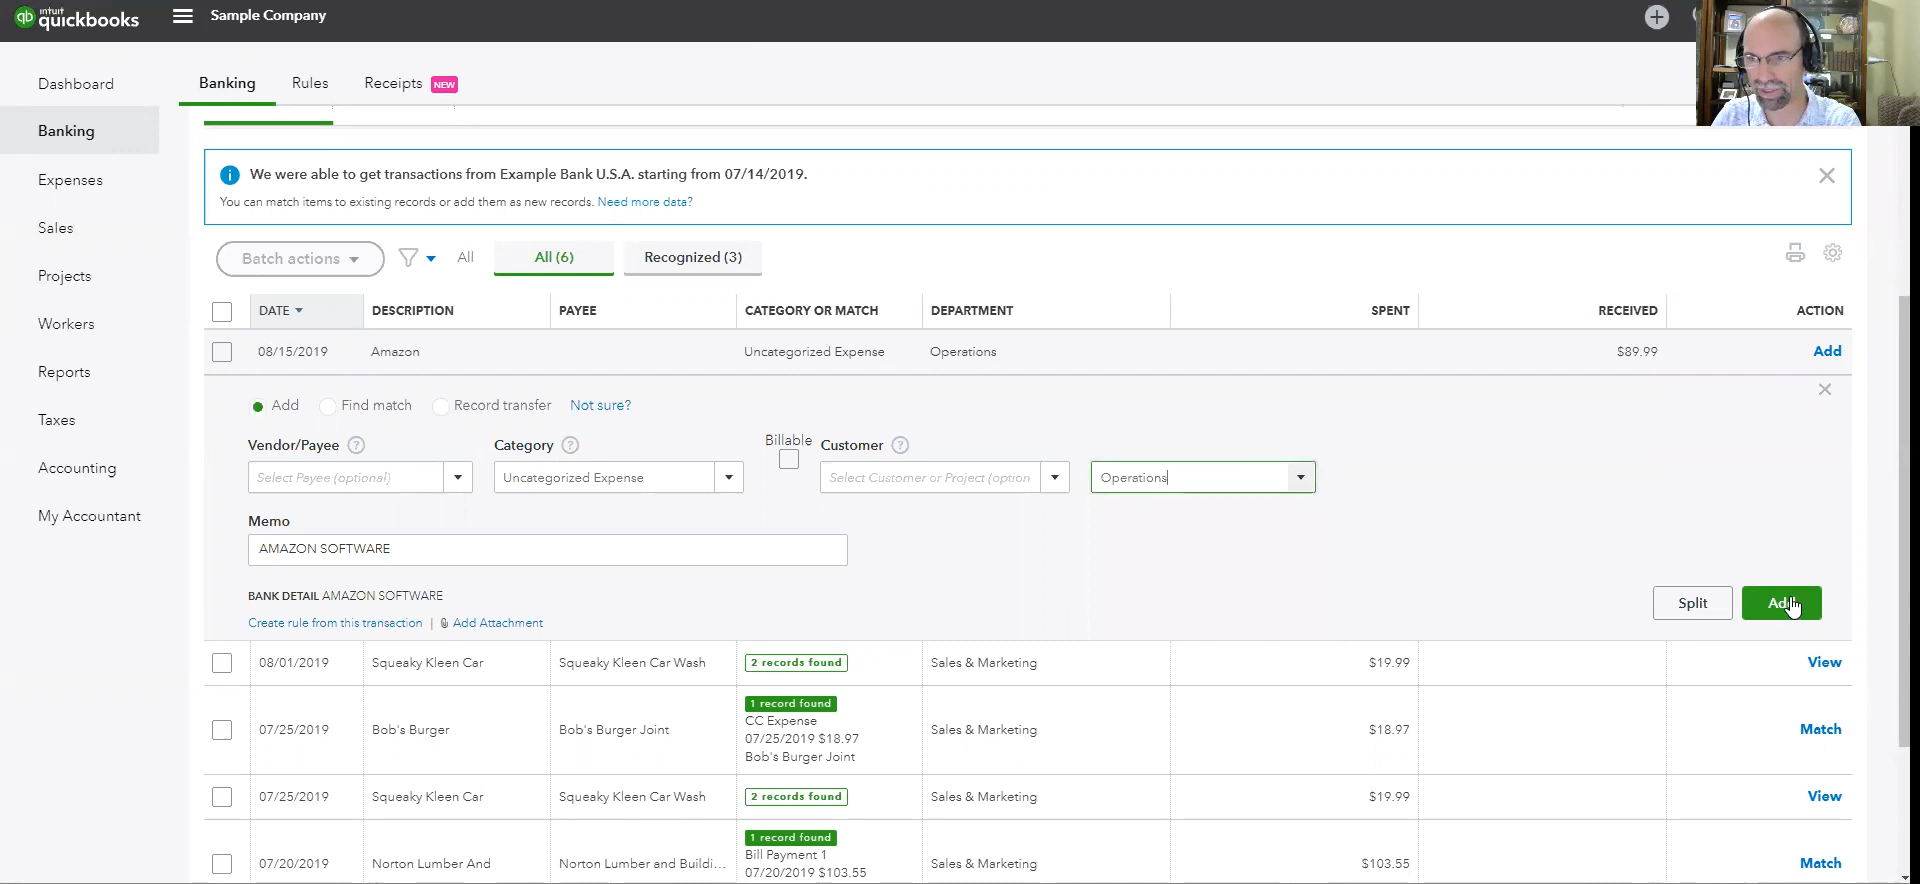 intuit
quickbooks
Sample Company
Dashboard
Banking
Expenses
Sales
Projects
Workers
Reports
Taxes
Accounting
My Accountant
Banking Rules Receipts NEW
We were able to get transactions from Example Bank U.S.A. starting from 07/14/2019.
You can match items to existing records or add them as new records. Need more data?
Batch actions All All (6) Recognized (3)
DATE DESCRIPTION PAYEE CATEGORY OR MATCH DEPARTMENT SPENT RECEIVED ACTION
08/15/2019 Amazon Uncategorized Expense Operations $89.99 Add
Add Find match Record transfer Not sure?
Vendor/Payee ? Category ? Billable Customer ?
Select Payee (optional) Uncategorized Expense Select Customer or Project (option Operations
Memo
AMAZON SOFTWARE
BANK DETAIL AMAZON SOFTWARE
Create rule from this transaction | Add Attachment
Split Add
08/01/2019 Squeaky Kleen Car Squeaky Kleen Car Wash 2 records found Sales & Marketing $19.99 View
07/25/2019 Bob's Burger Bob's Burger Joint 1 record found Sales & Marketing $18.97 Match
CC Expense
07/25/2019 $18.97
Bob's Burger Joint
07/25/2019 Squeaky Kleen Car Squeaky Kleen Car Wash 2 records found Sales & Marketing $19.99 View
07/20/2019 Norton Lumber And Norton Lumber and Buildi... 1 record found Sales & Marketing $103.55 Match
Bill Payment 1
07/20/2019 $103.55